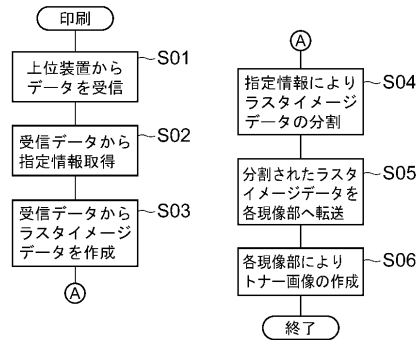 印刷
上位装置から
データを受信
S01
受信データから
指定情報取得
S02
受信データから
ラスタイメージ
データを作成
S03
A
A
指定情報により
ラスタイメージ
データの分割
S04
分割されたラスタ
イメージデータを
各現像部へ転送
S05
各現像部により
トナー画像の作成
S06
終了